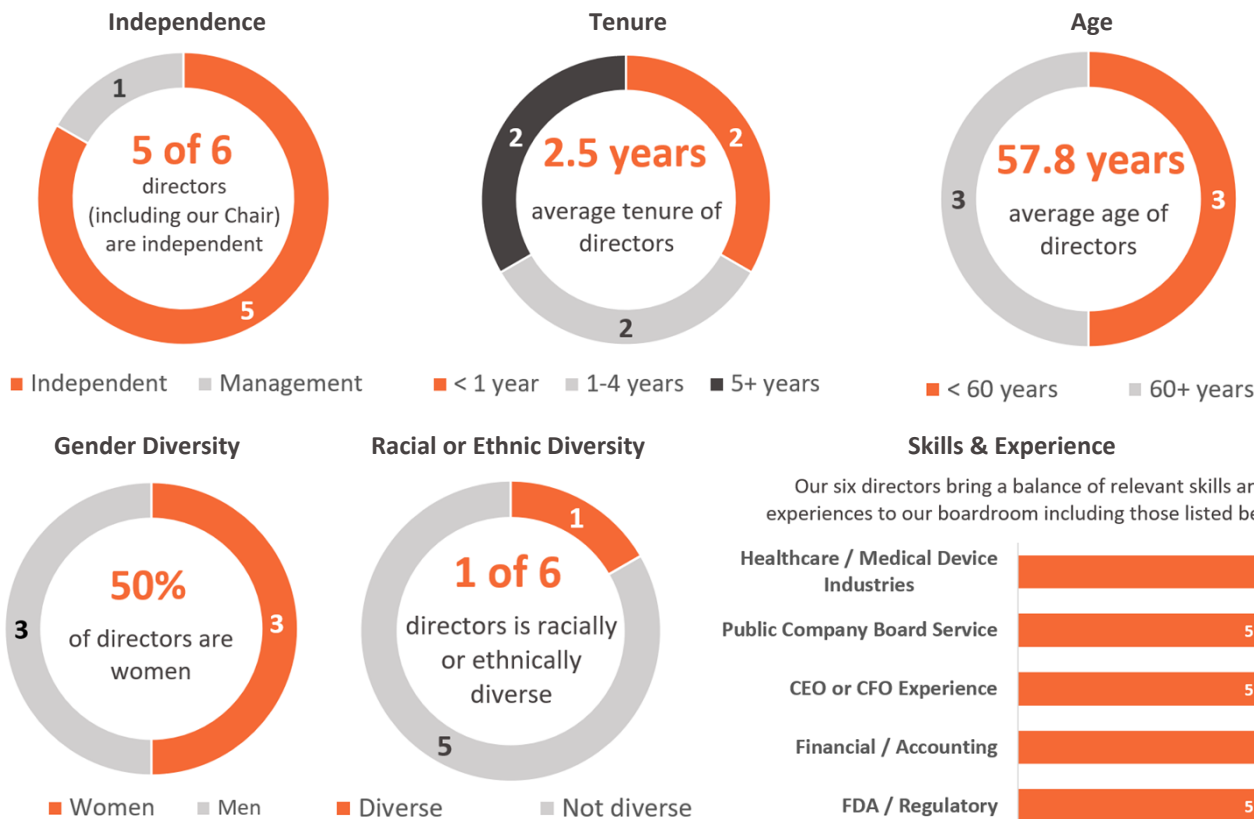 Independence
1
5 of 6
directors
(including our Chair)
are independent
5
Independent Management
Tenure
2
2.5 years
2
average tenure of
directors
2
< 1 year 1-4 years 5+ years
Age
57.8 years
3
average age of
directors
3
< 60 years 60+ years
Gender Diversity
50%
3
of directors are
women
3
Women Men
Racial or Ethnic Diversity
1
1 of 6
directors is racially
or ethnically
diverse
5
Diverse Not diverse
Skills & Experience
Our six directors bring a balance of relevant skills
experiences to our boardroom including those listed
Healthcare / Medical Device
Industries
Public Company Board Service
5
CEO or CFO Experience
5
Financial / Accounting
FDA / Regulatory
5